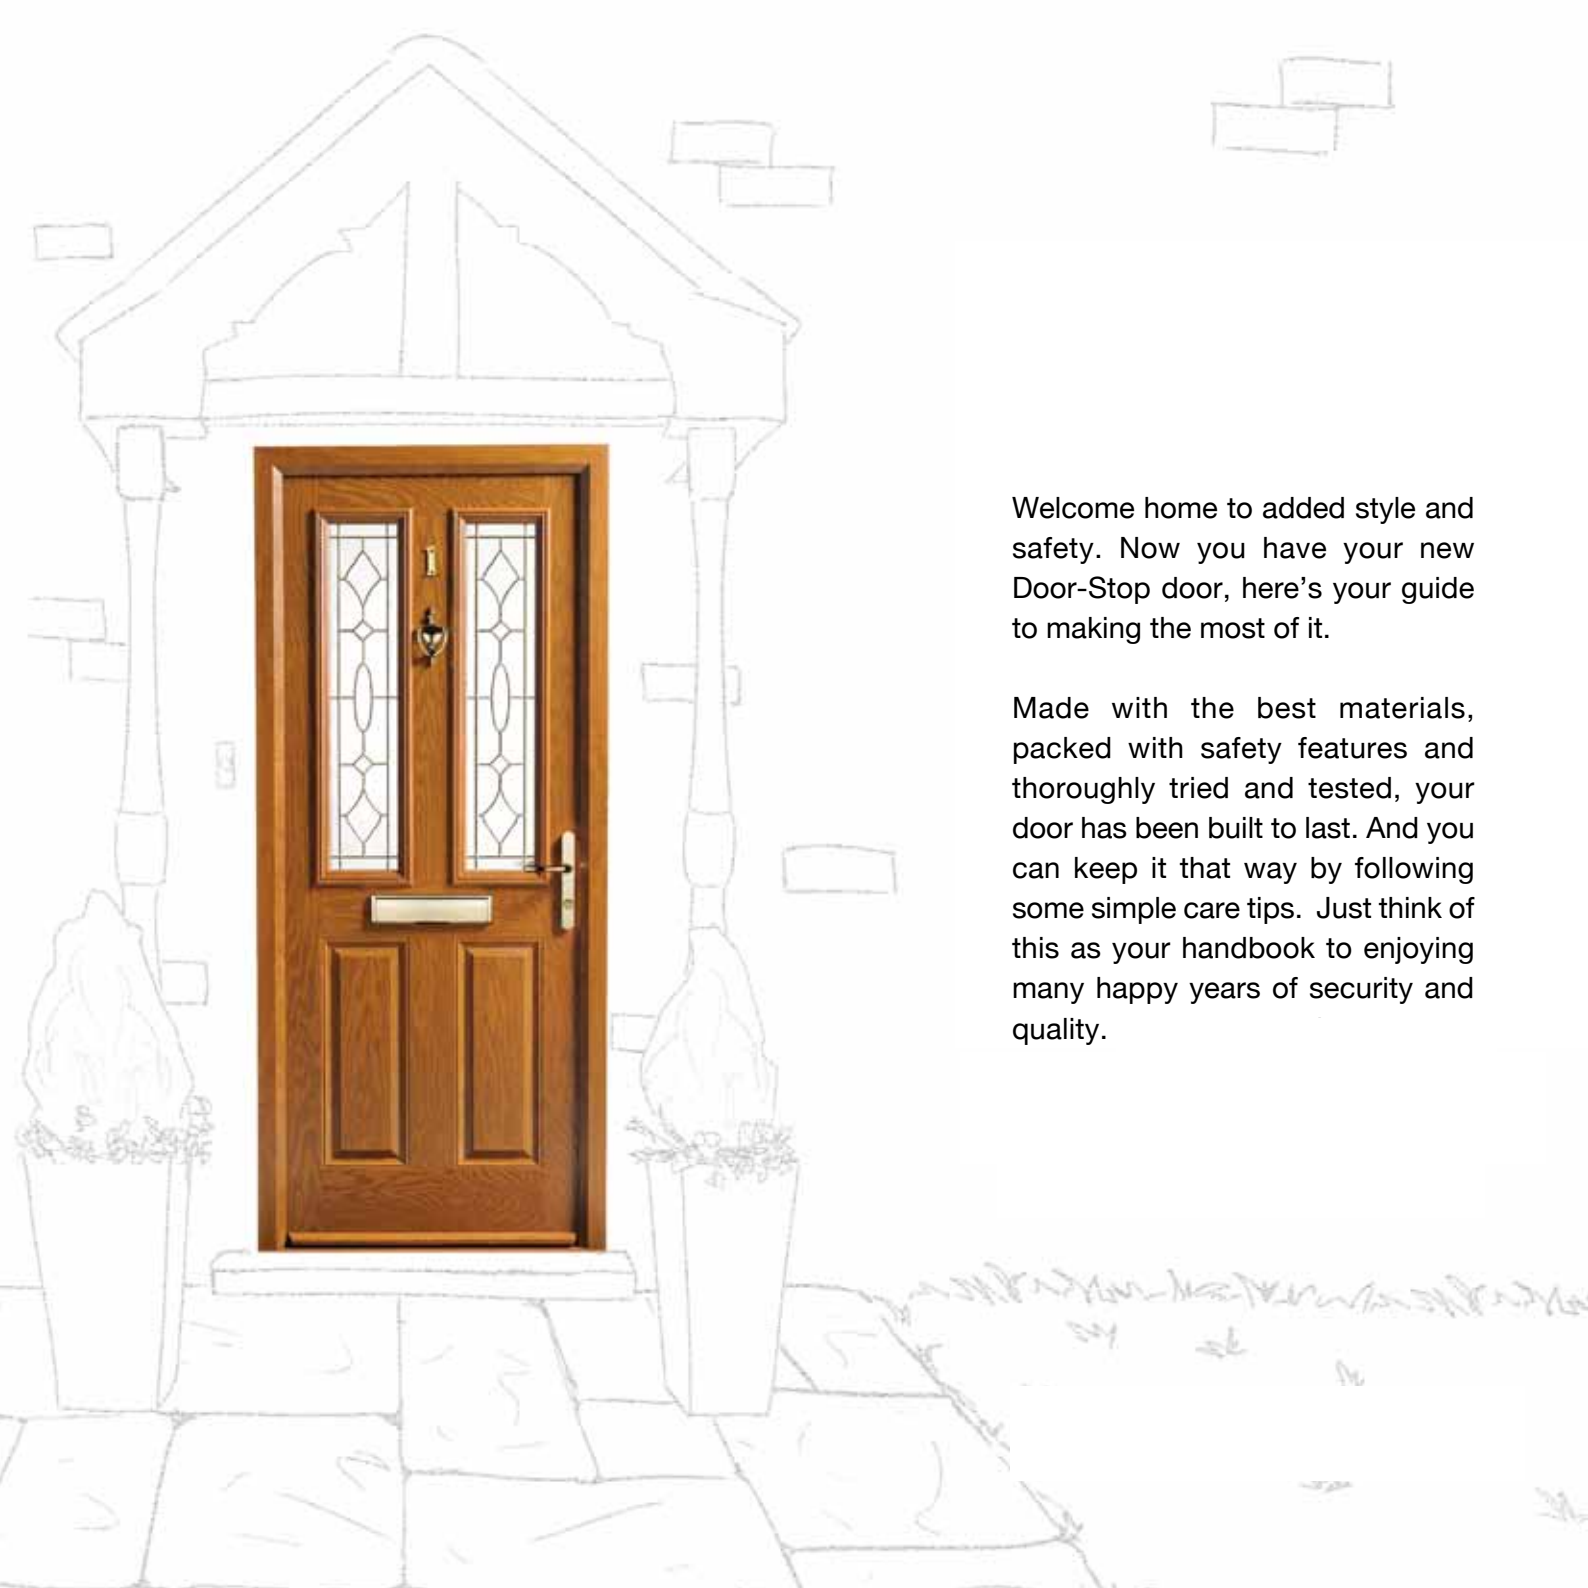 Welcome home to added style and
safety. Now you have your new
Door-Stop door, here’s your guide
to making the most of it.
Made with the best materials,
packed with safety features and
thoroughly tried and tested, your
door has been built to last. And you
can keep it that way by following
some simple care tips.  Just think of
this as your handbook to enjoying
many happy years of security and
quality.